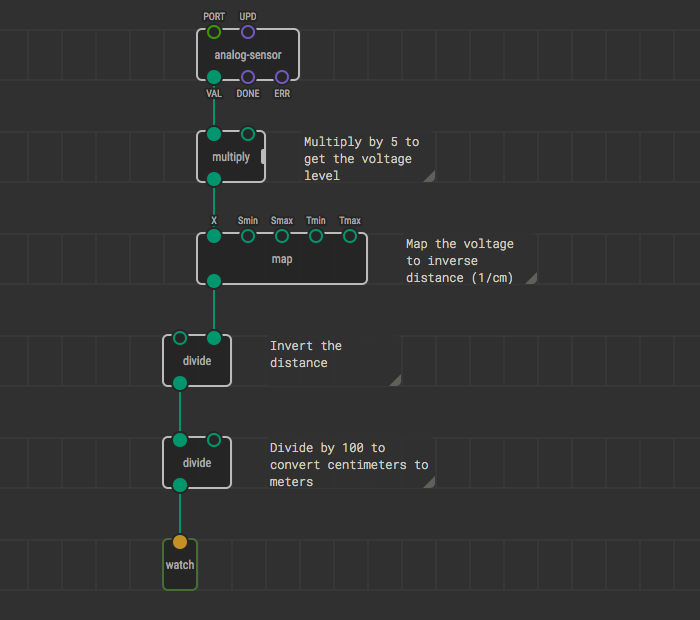 PORT UPD
analog-sensor
VAL DONE ERR
multiply
Multiply by 5 to
get the voltage
level
X Smin Smax Tmin Tmax
map
Map the voltage
to inverse
distance (1/cm)
divide
Invert the
distance
divide
Divide by 100 to
convert centimeters to
meters
watch